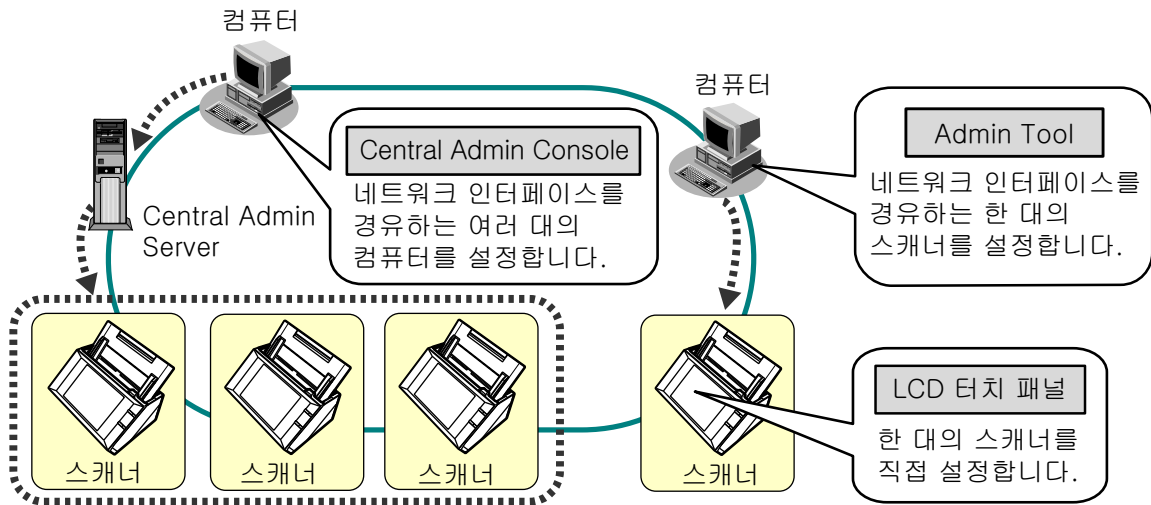 컴퓨터
컴퓨터
Central Admin Console
네트워크 인터페이스를
경유하는 여러 대의
컴퓨터를 설정합니다.
Admin Tool
네트워크 인터페이스를
경유하는 한 대의
스캐너를 설정합니다.
Central Admin
Server
스캐너
스캐너
스캐너
스캐너
LCD 터치 패널
한 대의 스캐너를
직접 설정합니다.